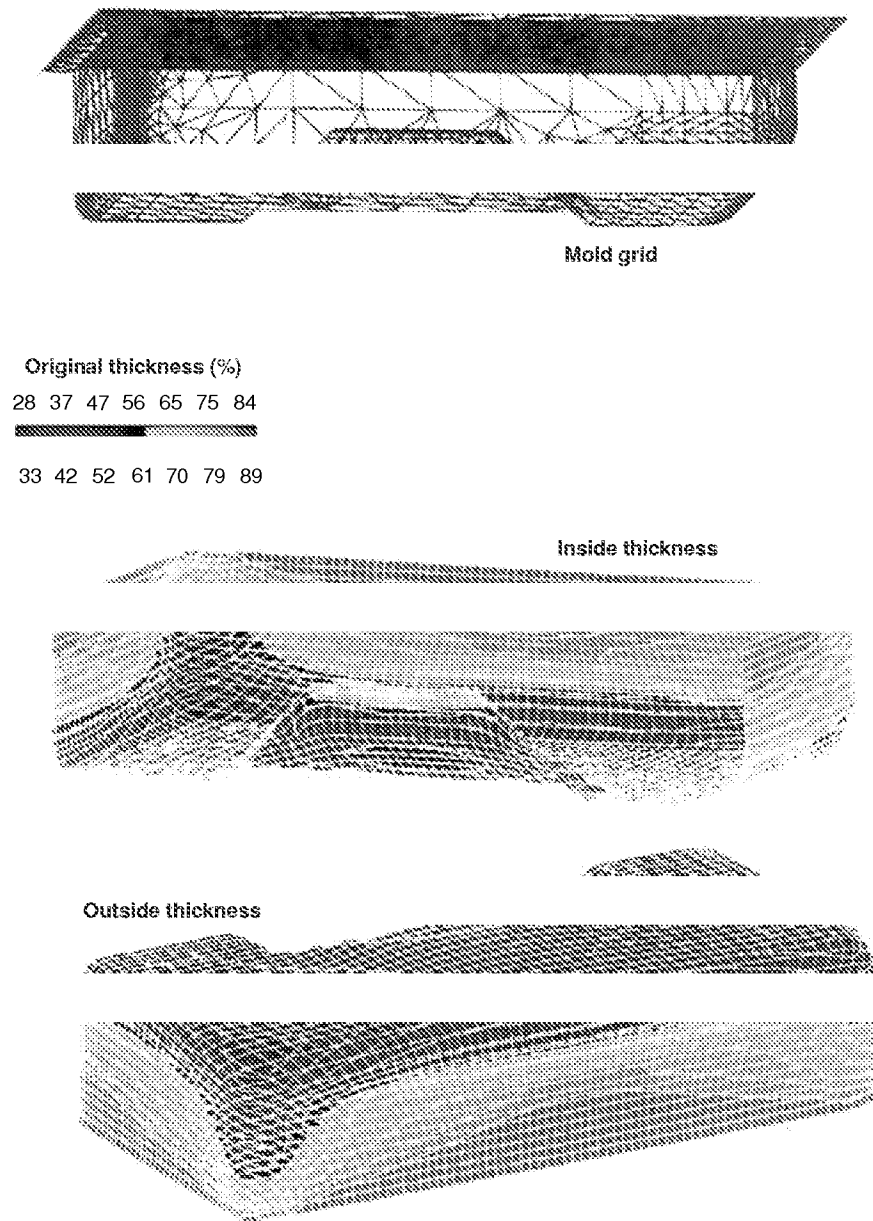 Mold grid
Original thickness (%)
28 37 47 56 65 75 84
33 42 52 61 70 79 89
Inside thickness
Outside thickness